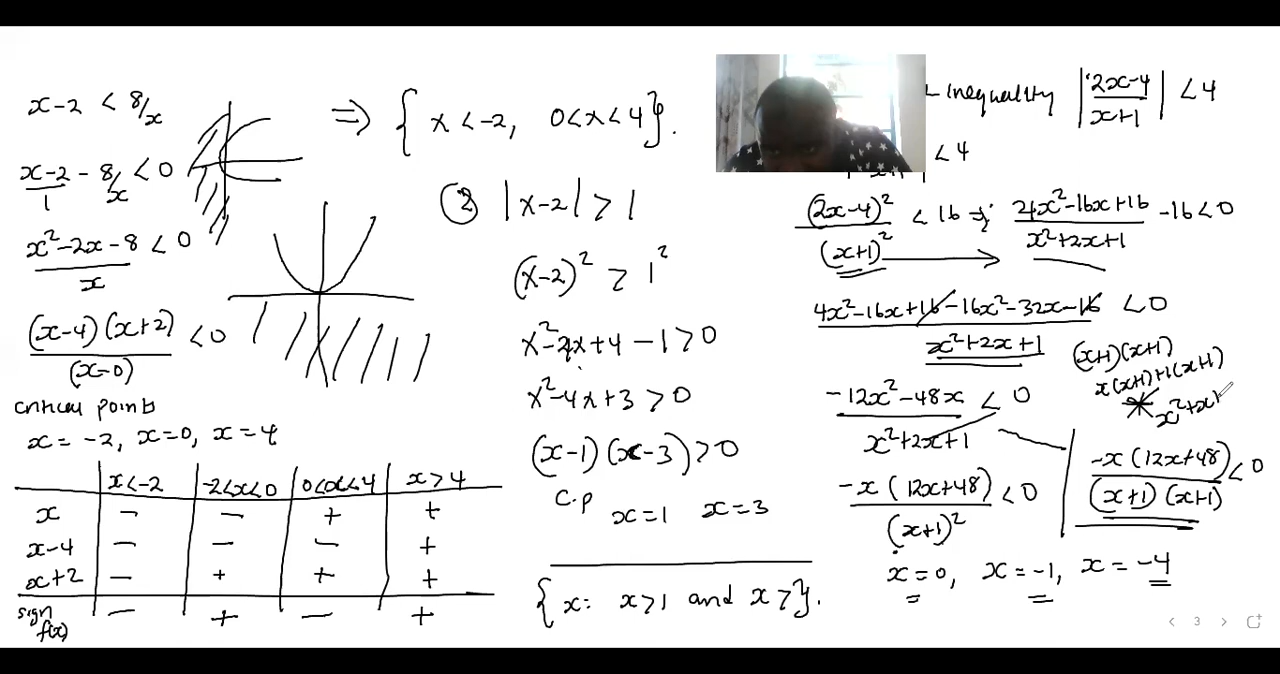 x-2 < 8/x
x-2/1 - 8/x < 0
x²-2x-8/x < 0
(x-4)(x+2)/(x-0) < 0
critical points
x = -2, x=0, x=4
x<-2 -2<x<0 0<x<4 x>4
x - - + +
x-4 - - - +
x+2 - + + +
sign f(x) - + - +
⇒ { x<-2, 0<x<4 }.
② |x-2| > 1
(x-2)² > 1²
x²-4x+4-1>0
x²-4x+3>0
(x-1)(x-3)>0
C.p x=1 x=3
{x: x>1 and x>}.
Inequality |2x-4/x+1| < 4
< 4
(2x-4)²/(x+1)² < 16 ⇒ 4x²-16x+16/x²+2x+1 -16<0
4x²-16x+16-16x²-32x-16/x²+2x+1 < 0
(x+1)(x+1)
x(x+1)+1(x+1)
x²+x+
-12x²-48x/x²+2x+1 < 0
-x(12x+48)/(x+1)² < 0
-x(12x+48)/(x+1)(x+1) < 0
x=0, x=-1, x=-4
3